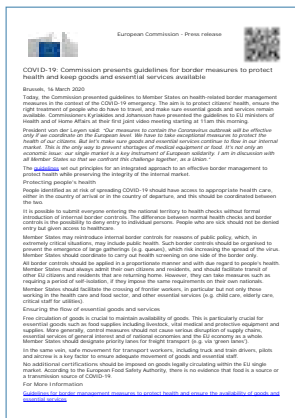 European Commission - Press release
COVID-19: Commission presents guidelines for border measures to protect
health and keep goods and essential services available
Brussels, 16 March 2020
Today, the Commission presented guidelines to Member States on health-related border management
measures in the context of the COVID-19 emergency. The aim is to protect citizens' health, ensure the
right treatment of people who do have to travel, and make sure essential goods and services remain
available. Commissioners Kyriakides and Johansson have presented the guidelines to EU ministers of
Health and of Home Affairs at their first joint video meeting starting at 11am this morning.
President von der Leyen said: "Our measures to contain the Coronavirus outbreak will be effective
only if we coordinate on the European level. We have to take exceptional measures to protect the
health of our citizens. But let's make sure goods and essential services continue to flow in our internal
market. This is the only way to prevent shortages of medical equipment or food. It's not only an
economic issue: our single market is a key instrument of European solidarity. I am in discussion with
all Member States so that we confront this challenge together, as a Union."
The guidelines set out principles for an integrated approach to an effective border management to
protect health while preserving the integrity of the internal market.
Protecting people's health
People identified as at risk of spreading COVID-19 should have access to appropriate health care,
either in the country of arrival or in the country of departure, and this should be coordinated between
the two.
It is possible to submit everyone entering the national territory to health checks without formal
introduction of internal border controls. The difference between normal health checks and border
controls is the possibility to deny entry to individual persons. People who are sick should not be denied
entry but given access to healthcare.
Member States may reintroduce internal border controls for reasons of public policy, which, in
extremely critical situations, may include public health. Such border controls should be organised to
prevent the emergence of large gatherings (e.g. queues), which risk increasing the spread of the virus.
Member States should coordinate to carry out health screening on one side of the border only.
All border controls should be applied in a proportionate manner and with due regard to people's health.
Member States must always admit their own citizens and residents, and should facilitate transit of
other EU citizens and residents that are returning home. However, they can take measures such as
requiring a period of self-isolation, if they impose the same requirements on their own nationals.
Member States should facilitate the crossing of frontier workers, in particular but not only those
working in the health care and food sector, and other essential services (e.g. child care, elderly care,
critical staff for utilities).
Ensuring the flow of essential goods and services
Free circulation of goods is crucial to maintain availability of goods. This is particularly crucial for
essential goods such as food supplies including livestock, vital medical and protective equipment and
supplies. More generally, control measures should not cause serious disruption of supply chains,
essential services of general interest and of national economies and the EU economy as a whole.
Member States should designate priority lanes for freight transport (e.g. via 'green lanes').
In the same vein, safe movement for transport workers, including truck and train drivers, pilots
and aircrew is a key factor to ensure adequate movement of goods and essential staff.
No additional certifications should be imposed on goods legally circulating within the EU single
market. According to the European Food Safety Authority, there is no evidence that food is a source or
a transmission source of COVID-19.
For More Information
Guidelines for border management measures to protect health and ensure the availability of goods and
essential services